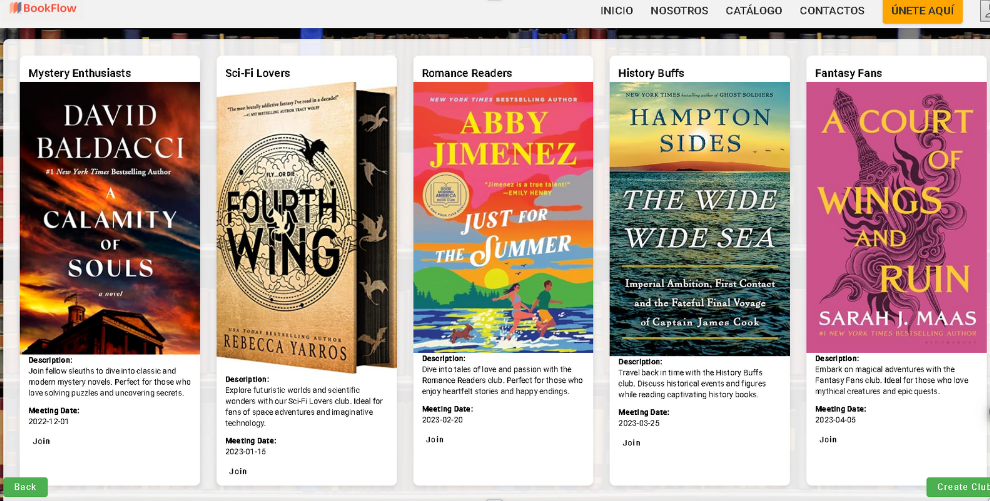 BookFlow
INICIO NOSOTROS CATÁLOGO CONTACTOS ÚNETE AQUÍ
Mystery Enthusiasts
DAVID
BALDACCI
#1 New York Times Bestselling Author
A
CALAMITY
OF
SOULS
a novel
Description:
Join fellow sleuths to dive into classic and
modern mystery novels. Perfect for those who
love solving puzzles and uncovering secrets.
Meeting Date:
2022-12-01
Join
Sci-Fi Lovers
"The most brutally addictive fantasy I've read in a decade!"
FLY...OR DIE
FOURTH
WING
USA TODAY BESTSELLING AUTHOR
REBECCA YARROS
Description:
Explore futuristic worlds and scientific
wonders with our Sci-Fi Lovers club. Ideal for
fans of space adventures and imaginative
technology.
Meeting Date:
2023-01-15
Join
Romance Readers
NEW YORK TIMES BESTSELLING AUTHOR
ABBY
JIMENEZ
"Jimenez is a true talent!"
—EMILY HENRY
JUST FOR
THE SUMMER
Description:
Dive into tales of love and passion with the
Romance Readers club. Perfect for those who
enjoy heartfelt stories and happy endings.
Meeting Date:
2023-02-20
Join
History Buffs
NEW YORK TIMES bestselling author of GHOST SOLDIERS
HAMPTON
SIDES
THE WIDE
WIDE SEA
Imperial Ambition, First Contact
and the Fateful Final Voyage
of Captain James Cook
Description:
Travel back in time with the History Buffs
club. Discuss historical events and figures
while reading captivating history books.
Meeting Date:
2023-03-25
Join
Fantasy Fans
A COURT
OF
WINGS
AND
RUIN
SARAH J. MAAS
#1 NEW YORK TIMES BESTSELLING AUTHOR
Description:
Embark on magical adventures with the
Fantasy Fans club. Ideal for those who love
mythical creatures and epic quests.
Meeting Date:
2023-04-05
Join
Back
Create Club